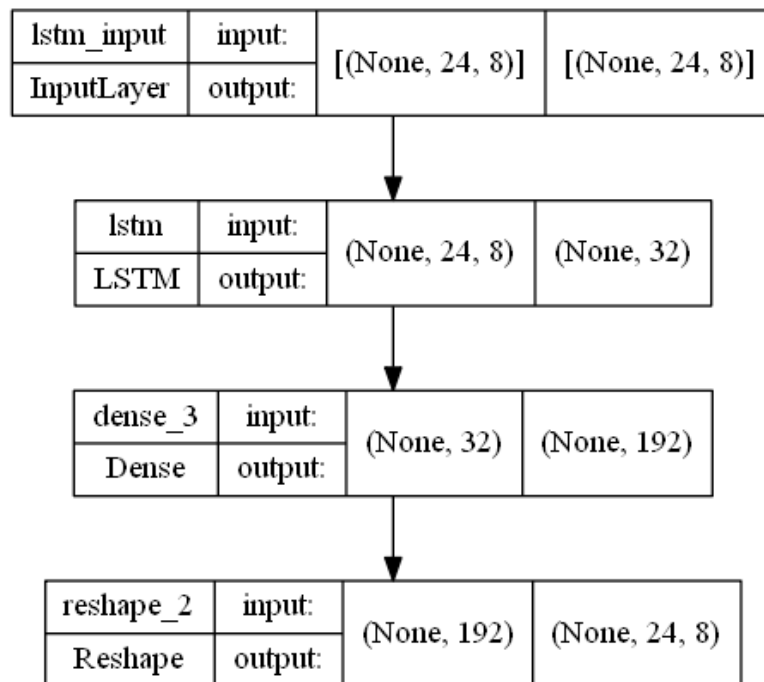 lstm_input input: [(None, 24, 8)] [(None, 24, 8)]
InputLayer output:
lstm input: (None, 24, 8) (None, 32)
LSTM output:
dense_3 input: (None, 32) (None, 192)
Dense output:
reshape_2 input: (None, 192) (None, 24, 8)
Reshape output: